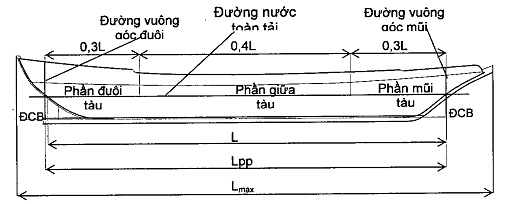 Đường vuông
góc đuôi
Đường nước
toàn tải
Đường vuông
góc mũi
0,3L
0,4L
0,3L
Phần đuôi
tàu
Phần giữa
tàu
Phần mũi
tàu
ĐCB
ĐCB
L
Lpp
Lmax